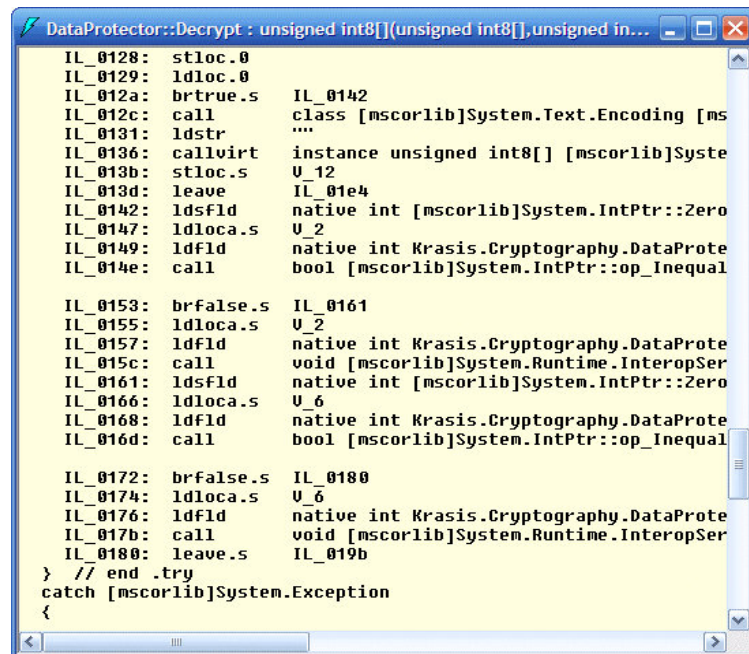 DataProtector::Decrypt : unsigned int8[](unsigned int8[],unsigned in...
IL_0128: stloc.0
IL_0129: ldloc.0
IL_012a: brtrue.s IL_0142
IL_012c: call class [mscorlib]System.Text.Encoding [ms
IL_0131: ldstr ""
IL_0136: callvirt instance unsigned int8[] [mscorlib]Syste
IL_013b: stloc.s V_12
IL_013d: leave IL_01e4
IL_0142: ldsfld native int [mscorlib]System.IntPtr::Zero
IL_0147: ldloca.s V_2
IL_0149: ldfld native int Krasis.Cryptography.DataProte
IL_014e: call bool [mscorlib]System.IntPtr::op_Inequal
IL_0153: brfalse.s IL_0161
IL_0155: ldloca.s V_2
IL_0157: ldfld native int Krasis.Cryptography.DataProte
IL_015c: call void [mscorlib]System.Runtime.InteropSer
IL_0161: ldsfld native int [mscorlib]System.IntPtr::Zero
IL_0166: ldloca.s V_6
IL_0168: ldfld native int Krasis.Cryptography.DataProte
IL_016d: call bool [mscorlib]System.IntPtr::op_Inequal
IL_0172: brfalse.s IL_0180
IL_0174: ldloca.s V_6
IL_0176: ldfld native int Krasis.Cryptography.DataProte
IL_017b: call void [mscorlib]System.Runtime.InteropSer
IL_0180: leave.s IL_019b
} // end .try
catch [mscorlib]System.Exception
{